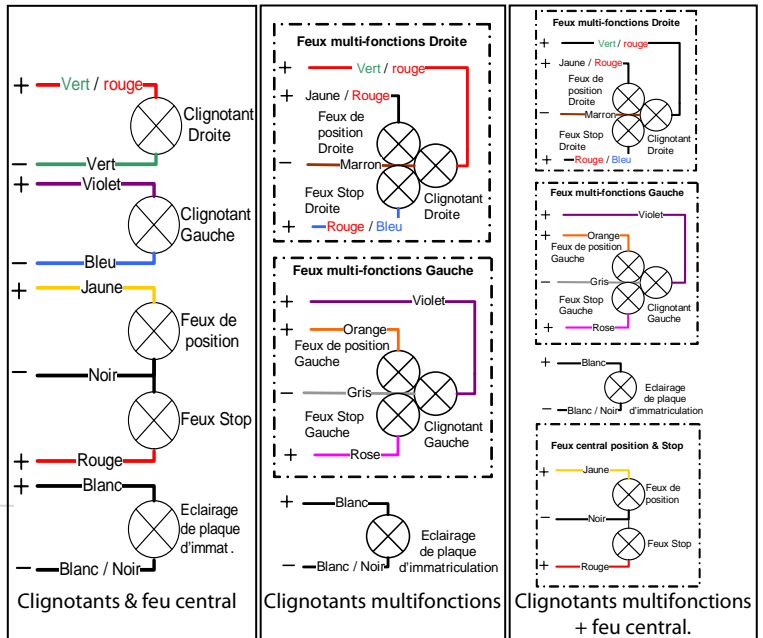 + Vert / rouge
Clignotant
Droite
− Vert
+ Violet
Clignotant
Gauche
− Bleu
+ Jaune
Feux de
position
− Noir
Feux Stop
+ Rouge
+ Blanc
Eclairage
de plaque
d'immat .
− Blanc / Noir
Clignotants & feu central
Feux multi-fonctions Droite
+ Vert / rouge
+ Jaune / Rouge
Feux de
position
Droite
− Marron
Feux Stop
Droite
Clignotant
Droite
+ Rouge / Bleu
Feux multi-fonctions Gauche
+ Violet
+ Orange
Feux de position
Gauche
− Gris
Feux Stop
Gauche
Clignotant
Gauche
+ Rose
+ Blanc
Eclairage
de plaque
d'immatriculation
− Blanc / Noir
Clignotants multifonctions
Feux multi-fonctions Droite
+ Vert / rouge
+ Jaune / Rouge
Feux de
position
Droite
− Marron
Feux Stop
Droite
Clignotant
Droite
+ Rouge / Bleu
Feux multi-fonctions Gauche
+ Violet
+ Orange
Feux de position
Gauche
− Gris
Feux Stop
Gauche
Clignotant
Gauche
+ Rose
+ Blanc
Eclairage
de plaque
d'immatriculation
− Blanc / Noir
Feux central position & Stop
+ Jaune
Feux de
position
− Noir
Feux Stop
+ Rouge
Clignotants multifonctions
+ feu central.